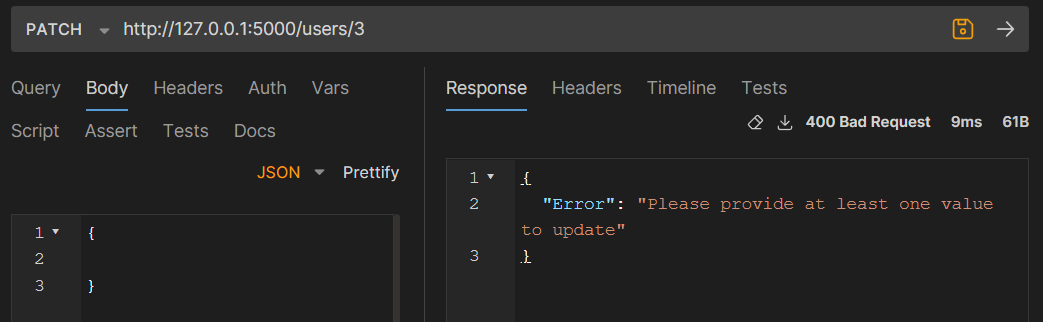 PATCH http://127.0.0.1:5000/users/3
Query Body Headers Auth Vars
Script Assert Tests Docs
JSON Prettify
1 {
2
3 }
Response Headers Timeline Tests
400 Bad Request 9ms 61B
1 {
2 "Error": "Please provide at least one value
to update"
3 }